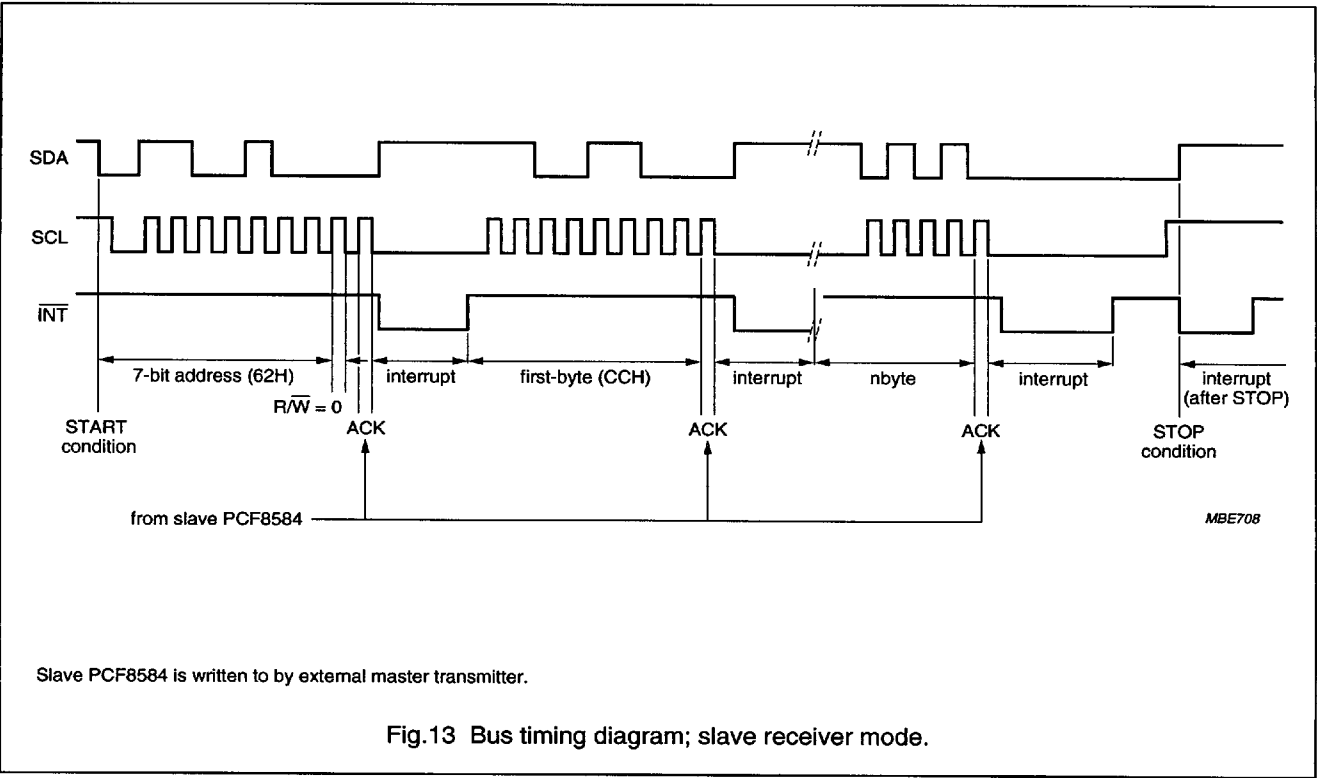 SDA
SCL
INT
7-bit address (62H)
interrupt
first-byte (CCH)
interrupt
nbyte
interrupt
interrupt
(after STOP)
R/W = 0
START
condition
ACK
ACK
ACK
STOP
condition
from slave PCF8584
MBE708
Slave PCF8584 is written to by external master transmitter.
Fig.13 Bus timing diagram; slave receiver mode.